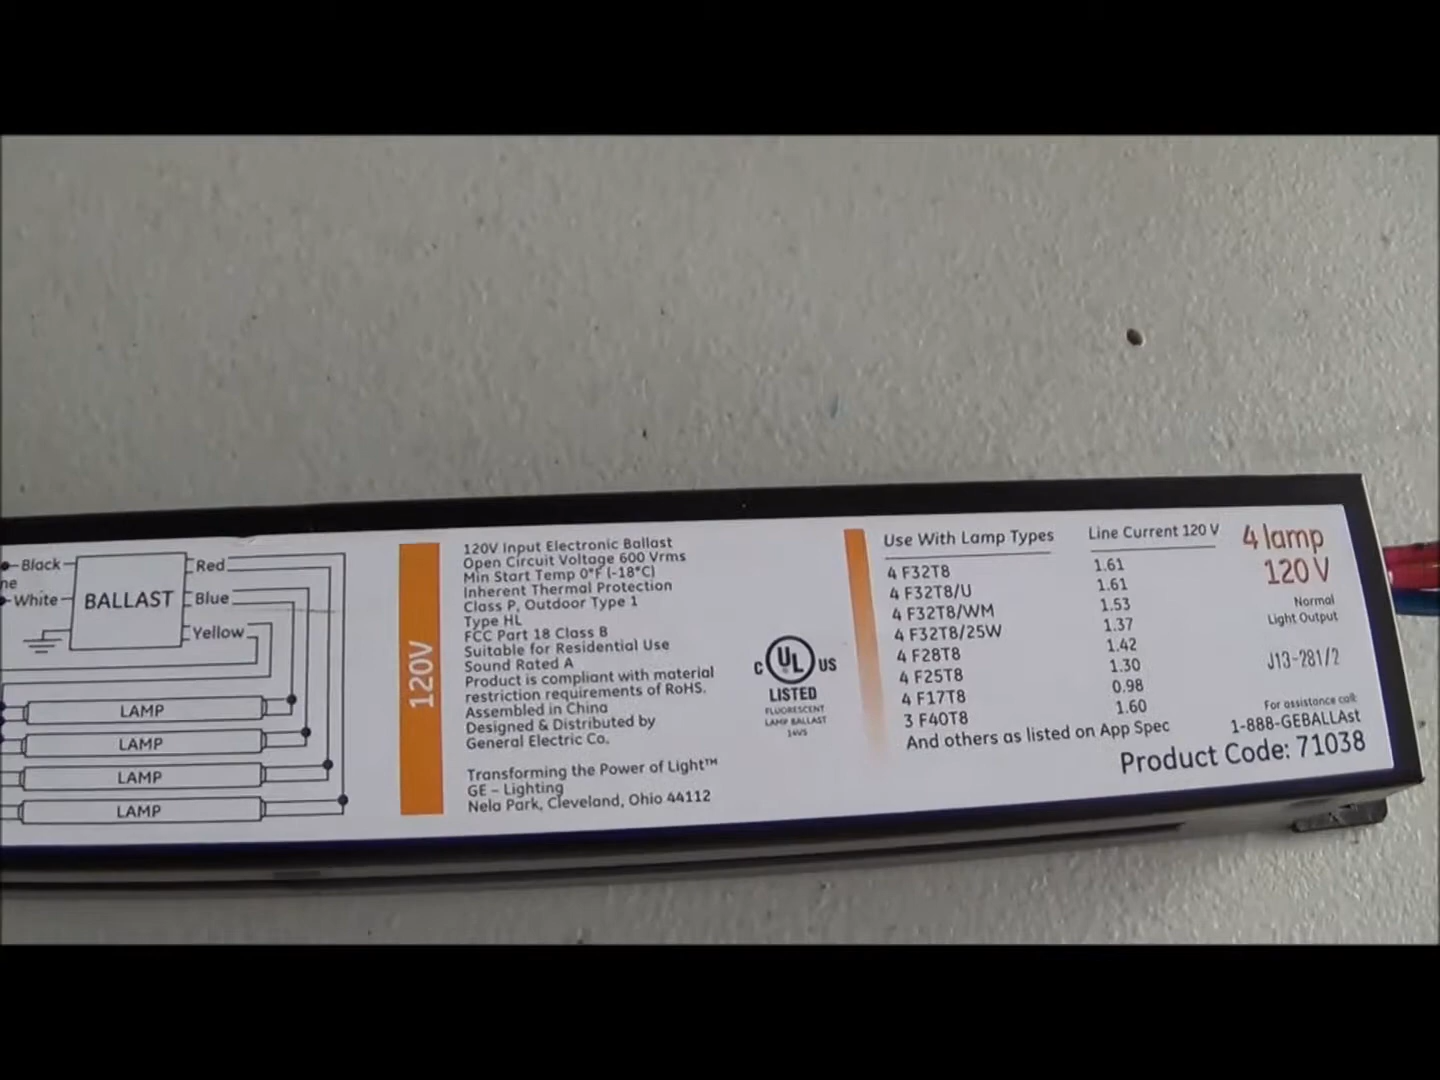 Black
ne
White
BALLAST
Red
Blue
Yellow
LAMP
LAMP
LAMP
LAMP
120V
120V Input Electronic Ballast
Open Circuit Voltage 600 Vrms
Min Start Temp 0°F (-18°C)
Inherent Thermal Protection
Class P, Outdoor Type 1
Type HL
FCC Part 18 Class B
Suitable for Residential Use
Sound Rated A
Product is compliant with material
restriction requirements of RoHS.
Assembled in China
Designed & Distributed by
General Electric Co.
Transforming the Power of Light™
GE – Lighting
Nela Park, Cleveland, Ohio 44112
C UL US
LISTED
FLUORESCENT
LAMP BALLAST
14V5
Use With Lamp Types Line Current 120 V
4 F32T8 1.61
4 F32T8/U 1.61
4 F32T8/WM 1.53
4 F32T8/25W 1.37
4 F28T8 1.42
4 F25T8 1.30
4 F17T8 0.98
3 F40T8 1.60
And others as listed on App Spec
4 lamp
120 V
Normal
Light Output
J13-281/2
For assistance call:
1-888-GEBALLAst
Product Code: 71038